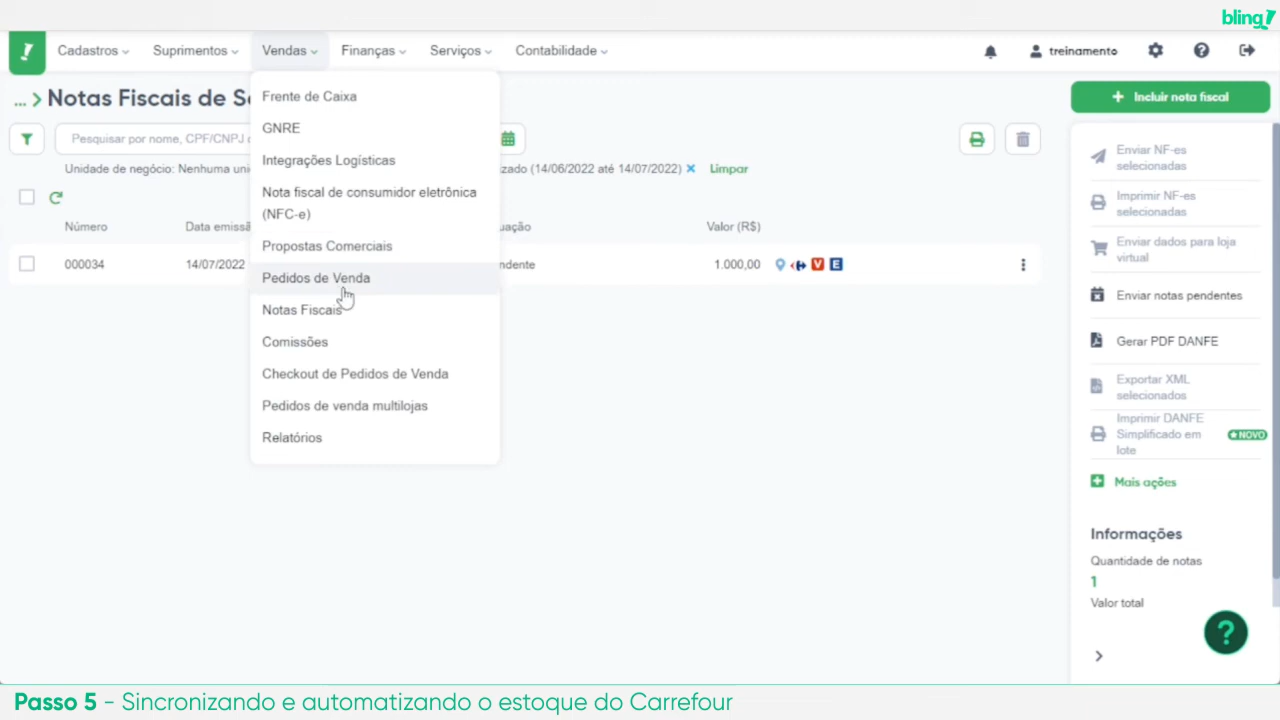 bling!
Cadastros Suprimentos Vendas Finanças Serviços Contabilidade treinamento
... > Notas Fiscais de S
Incluir nota fiscal
Pesquisar por nome, CPF/CNPJ
Unidade de negócio: Nenhuma uni
zado (14/06/2022 até 14/07/2022) × Limpar
Número Data emiss uação Valor (R$)
000034 14/07/2022 ndente 1.000,00 V E
Frente de Caixa
GNRE
Integrações Logísticas
Nota fiscal de consumidor eletrônica
(NFC-e)
Propostas Comerciais
Pedidos de Venda
Notas Fiscais
Comissões
Checkout de Pedidos de Venda
Pedidos de venda multilojas
Relatórios
Enviar NF-es
selecionadas
Imprimir NF-es
selecionadas
Enviar dados para loja
virtual
Enviar notas pendentes
Gerar PDF DANFE
Exportar XML
selecionados
Imprimir DANFE
Simplificado em
lote
NOVO
Mais ações
Informações
Quantidade de notas
1
Valor total
?
Passo 5 - Sincronizando e automatizando o estoque do Carrefour